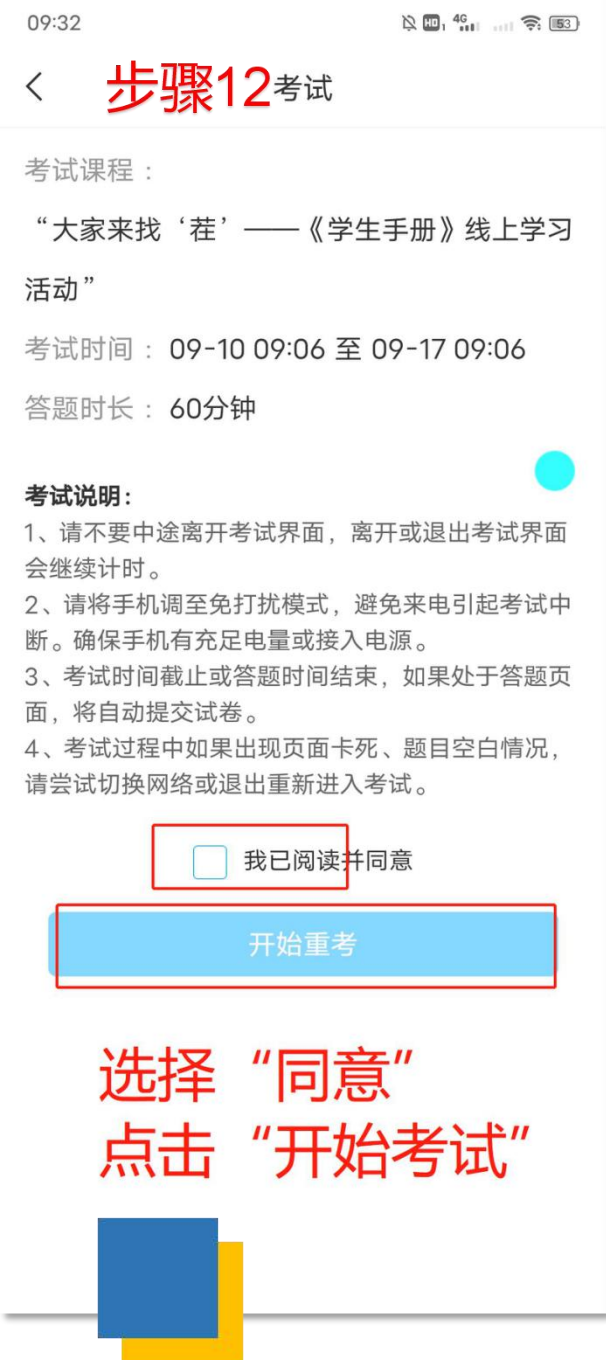 09:32
HD 1 4G 53
步骤12考试
考试课程：
“大家来找‘茬’——《学生手册》线上学习
活动”
考试时间：09-10 09:06 至 09-17 09:06
答题时长：60分钟
考试说明：
1、请不要中途离开考试界面，离开或退出考试界面
会继续计时。
2、请将手机调至免打扰模式，避免来电引起考试中
断。确保手机有充足电量或接入电源。
3、考试时间截止或答题时间结束，如果处于答题页
面，将自动提交试卷。
4、考试过程中如果出现页面卡死、题目空白情况，
请尝试切换网络或退出重新进入考试。
我已阅读并同意
开始重考
选择“同意”
点击“开始考试”